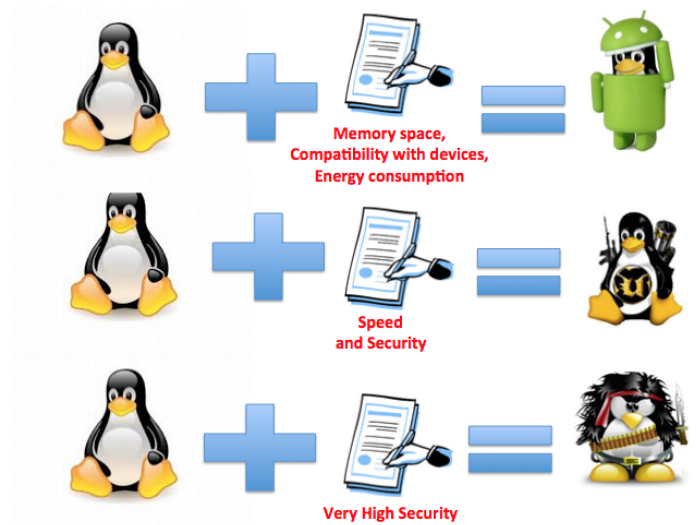 Memory space,
Compatibility with devices,
Energy consumption
Speed
and Security
Very High Security